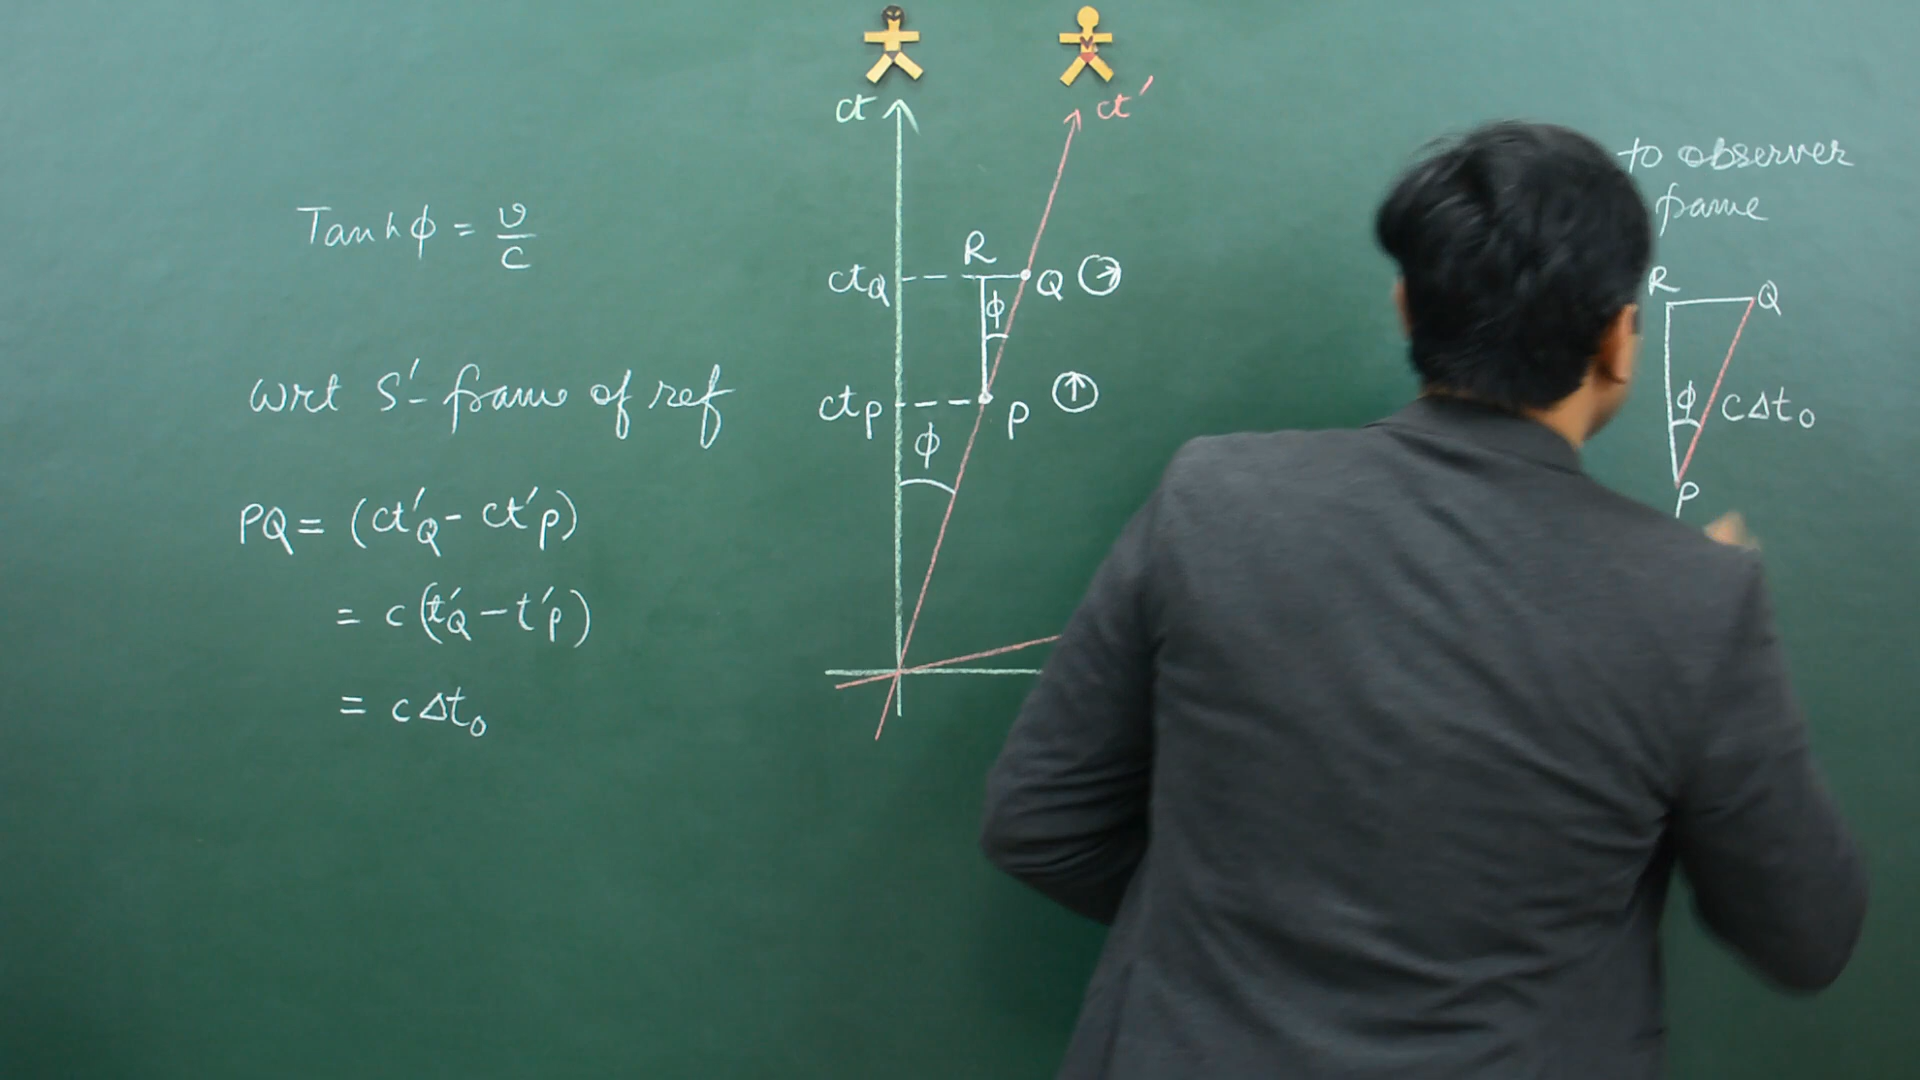 Tanh ϕ = v/c
wrt S'- frame of ref
PQ = (ct'Q - ct'P)
= c(t'Q - t'P)
= cΔt₀
ct
ct'
R
ctQ
Q
ϕ
ctP
P
ϕ
to observer
frame
R
Q
ϕ
cΔt₀
P